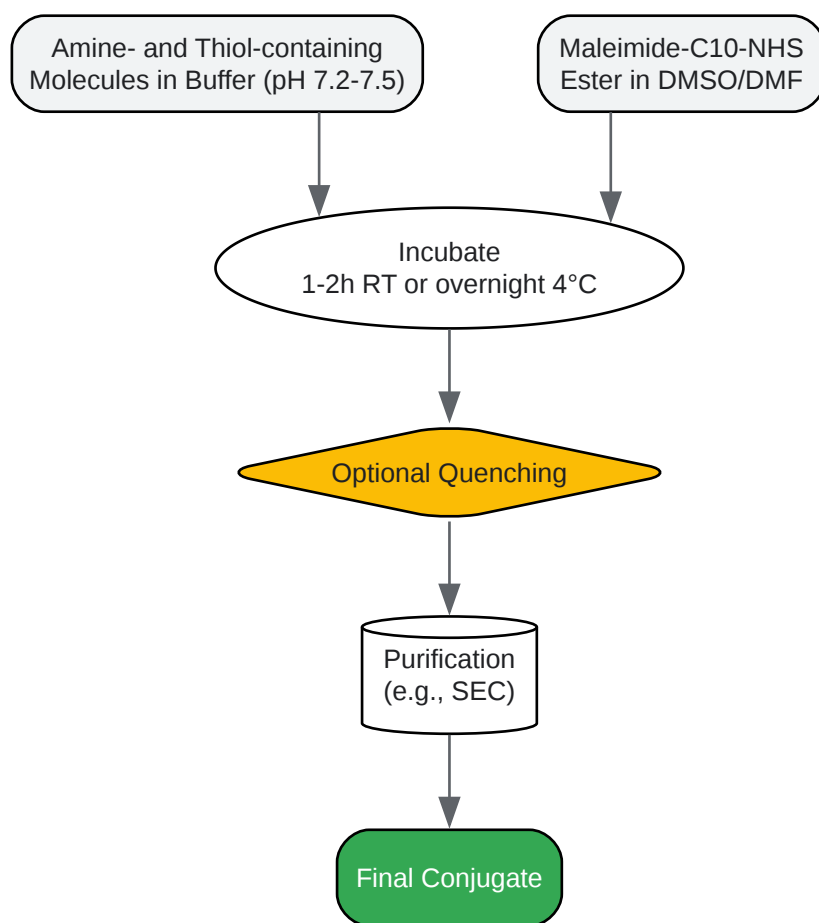 Amine- and Thiol-containing
Molecules in Buffer (pH 7.2-7.5)
Maleimide-C10-NHS
Ester in DMSO/DMF
Incubate
1-2h RT or overnight 4°C
Optional Quenching
Purification
(e.g., SEC)
Final Conjugate